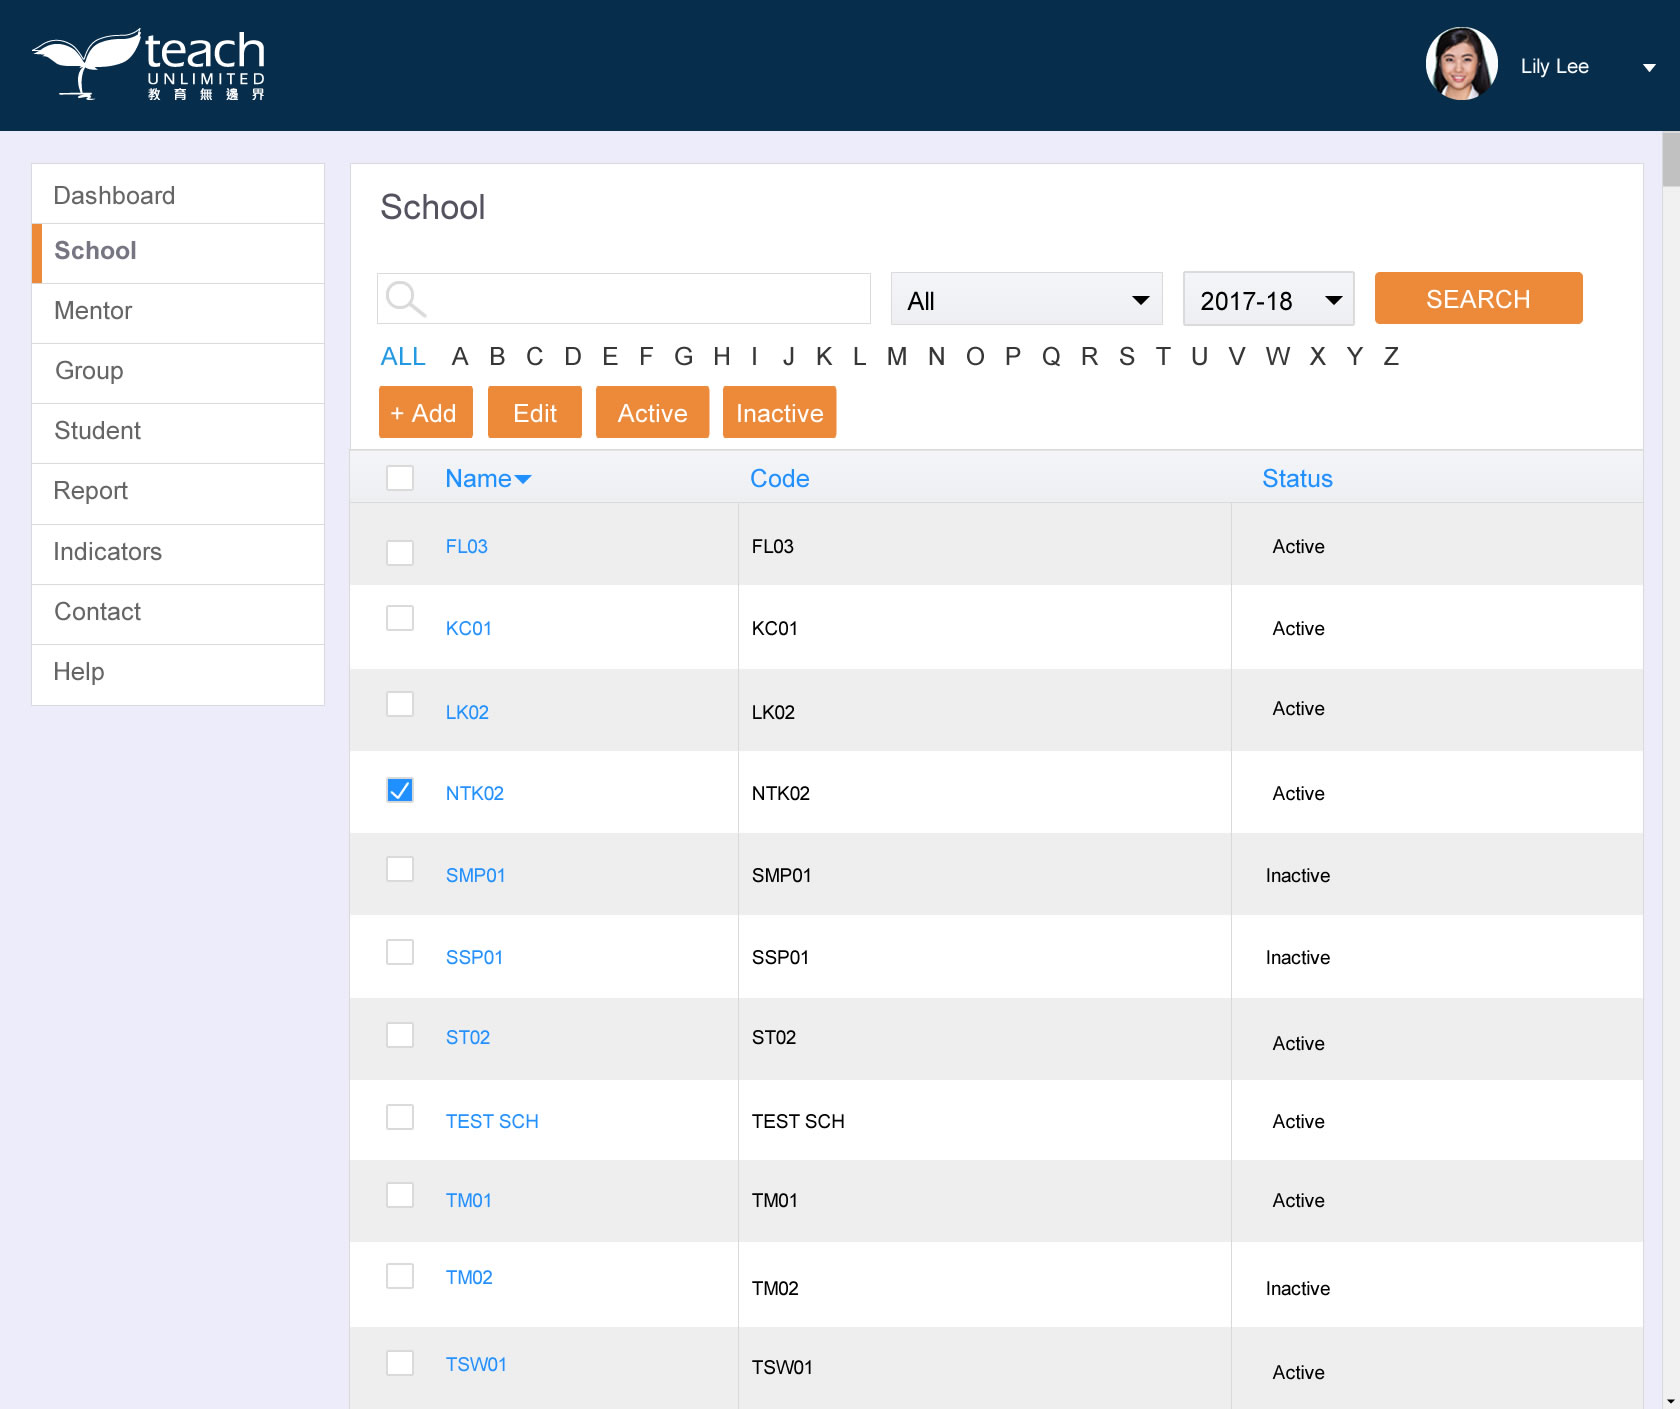 teach
UNLIMITED
教育無邊界
Lily Lee
Dashboard
School
Mentor
Group
Student
Report
Indicators
Contact
Help
School
All 2017-18 SEARCH
ALL A B C D E F G H I J K L M N O P Q R S T U V W X Y Z
+ Add Edit Active Inactive
Name Code Status
FL03 FL03 Active
KC01 KC01 Active
LK02 LK02 Active
NTK02 NTK02 Active
SMP01 SMP01 Inactive
SSP01 SSP01 Inactive
ST02 ST02 Active
TEST SCH TEST SCH Active
TM01 TM01 Active
TM02 TM02 Inactive
TSW01 TSW01 Active